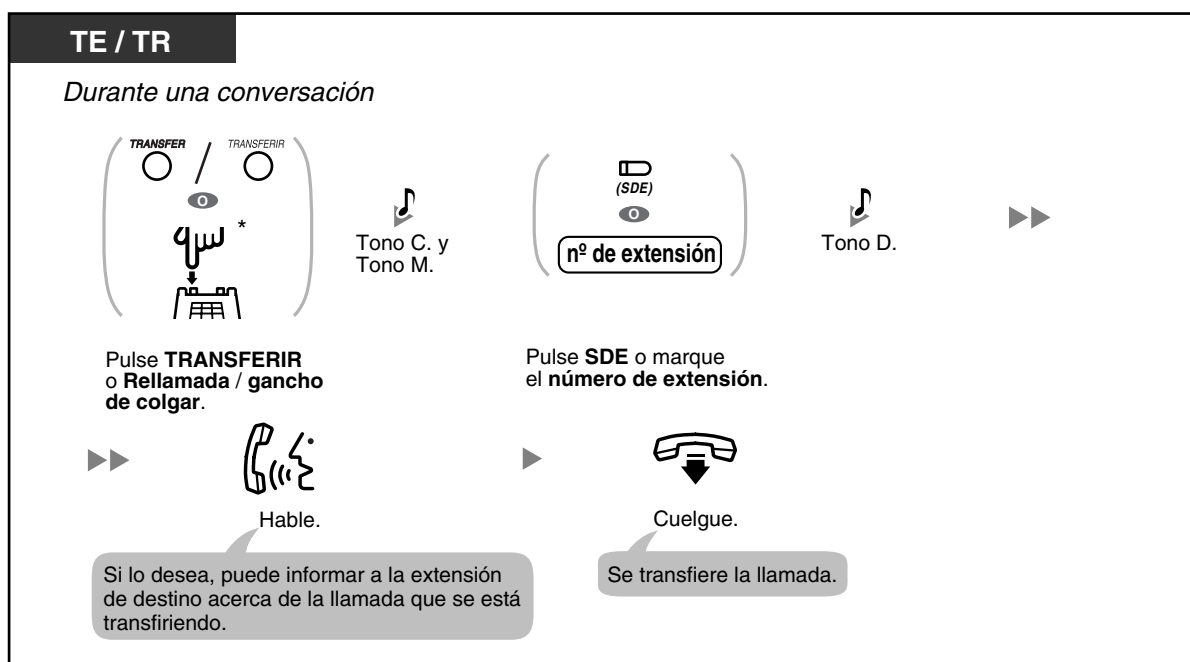 TE / TR
Durante una conversación
TRANSFER / TRANSFERIR
O
*
Tono C. y
Tono M.
(SDE)
O
nº de extensión
Tono D.
Pulse TRANSFERIR
o Rellamada / gancho
de colgar.
Pulse SDE o marque
el número de extensión.
Hable.
Cuelgue.
Si lo desea, puede informar a la extensión
de destino acerca de la llamada que se está
transfiriendo.
Se transfiere la llamada.